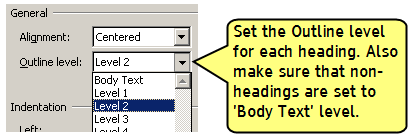 General
Alignment: Centered
Outline level: Level 2
Body Text
Level 1
Level 2
Indentation
Level 3
Left:
Level 4
Set the Outline level
for each heading. Also
make sure that non-
headings are set to
'Body Text' level.